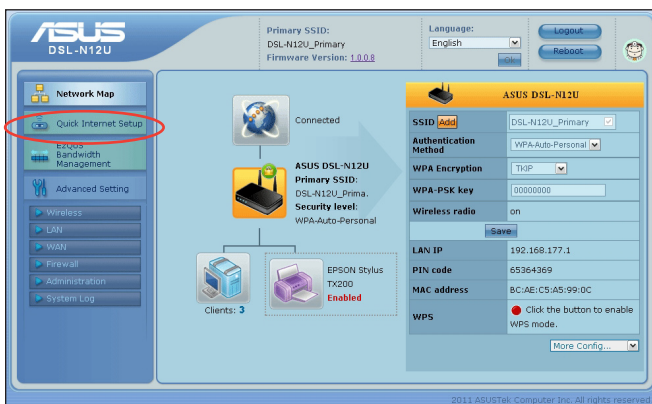 ASUS
DSL-N12U
Primary SSID:
DSL-N12U_Primary
Firmware Version: 1.0.0.8
Language:
English
Ok
Logout
Reboot
Network Map
Quick Internet Setup
EzQoS
Bandwidth
Management
Advanced Setting
Wireless
LAN
WAN
Firewall
Administration
System Log
Connected
ASUS DSL-N12U
Primary SSID:
DSL-N12U_Prima.
Security level:
WPA-Auto-Personal
Clients: 3
EPSON Stylus
TX200
Enabled
ASUS DSL-N12U
SSID Add DSL-N12U_Primary
Authentication
Method
WPA-Auto-Personal
WPA Encryption TKIP
WPA-PSK key 00000000
Wireless radio on
Save
LAN IP 192.168.177.1
PIN code 65364369
MAC address BC:AE:C5:A5:99:0C
WPS Click the button to enable
WPS mode.
More Config...
2011 ASUSTek Computer Inc. All rights reserved